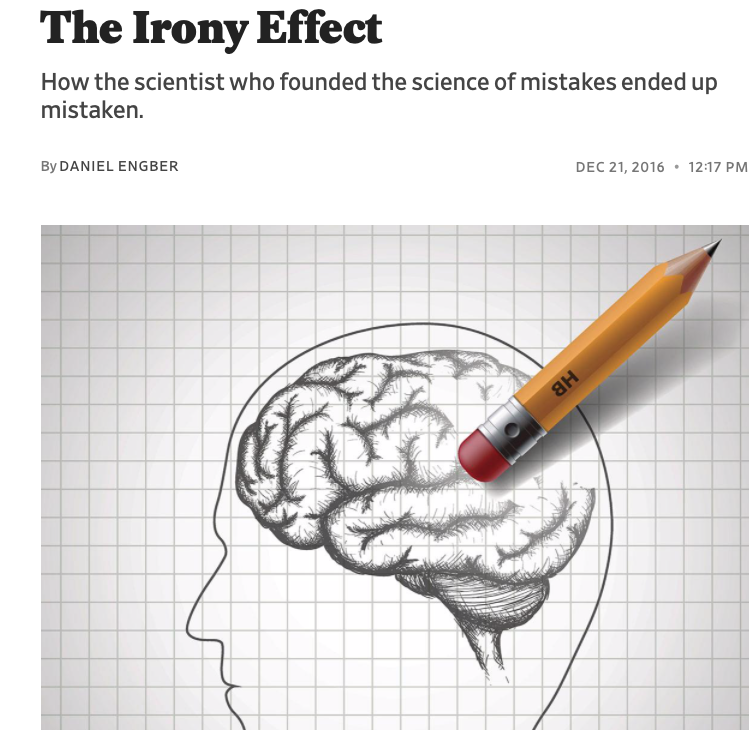 The Irony Effect
How the scientist who founded the science of mistakes ended up
mistaken.
By DANIEL ENGBER
DEC 21, 2016 • 12:17 PM
HB